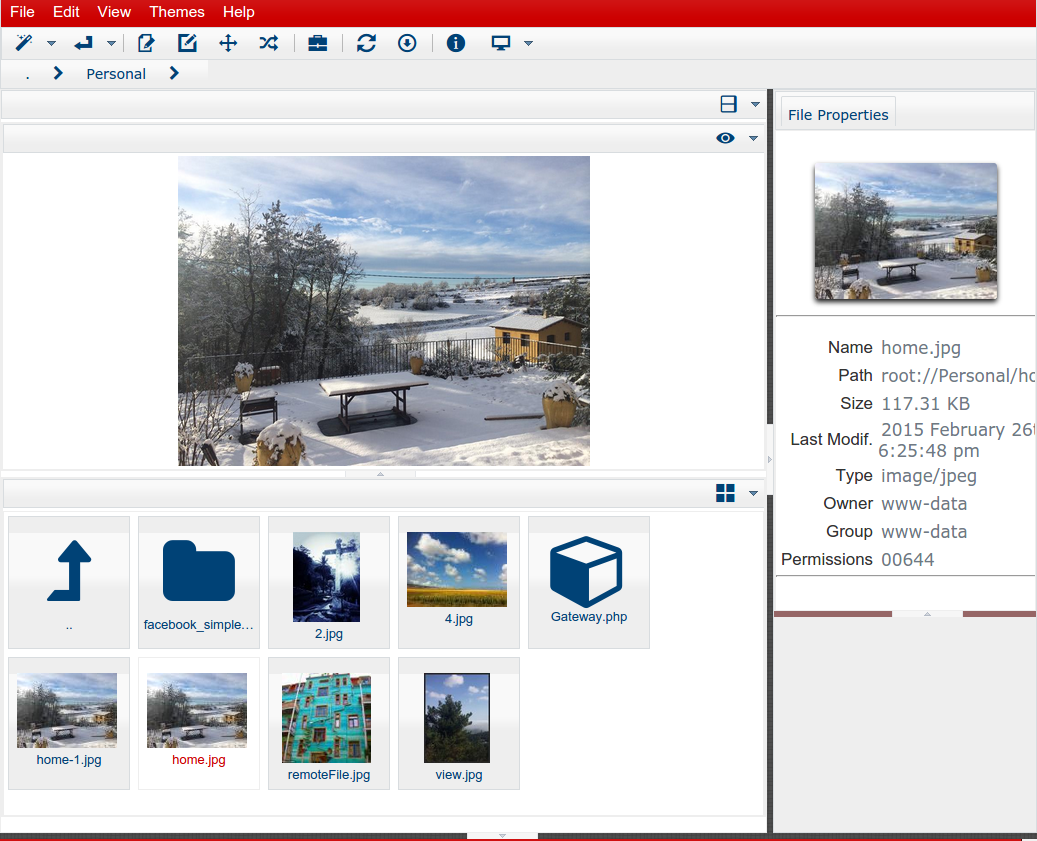 File Edit View Themes Help
. Personal
File Properties
Name home.jpg
Path root://Personal/ho
Size 117.31 KB
Last Modif. 2015 February 26t
6:25:48 pm
Type image/jpeg
Owner www-data
Group www-data
Permissions 00644
.. facebook_simple... 2.jpg 4.jpg Gateway.php
home-1.jpg home.jpg remoteFile.jpg view.jpg